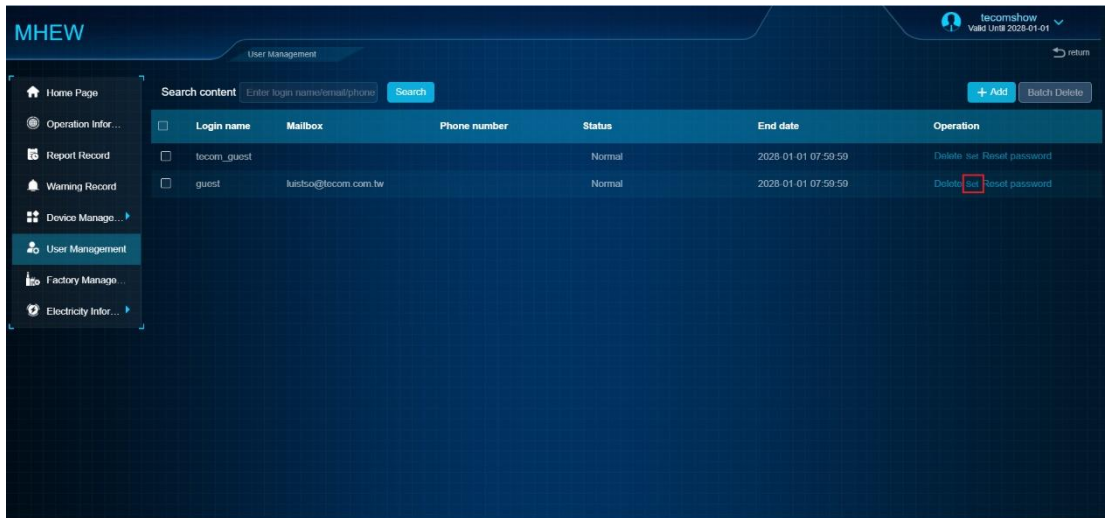 MHEW
tecomshow
Valid Until 2028-01-01
User Management
return
Home Page
Operation Infor...
Report Record
Warning Record
Device Manage...
User Management
Factory Manage...
Electricity Infor...
Search content Enter login name/email/phone Search + Add Batch Delete
Login name Mailbox Phone number Status End date Operation
tecom_guest Normal 2028-01-01 07:59:59 Delete Set Reset password
guest luistso@tecom.com.tw Normal 2028-01-01 07:59:59 Delete Set Reset password